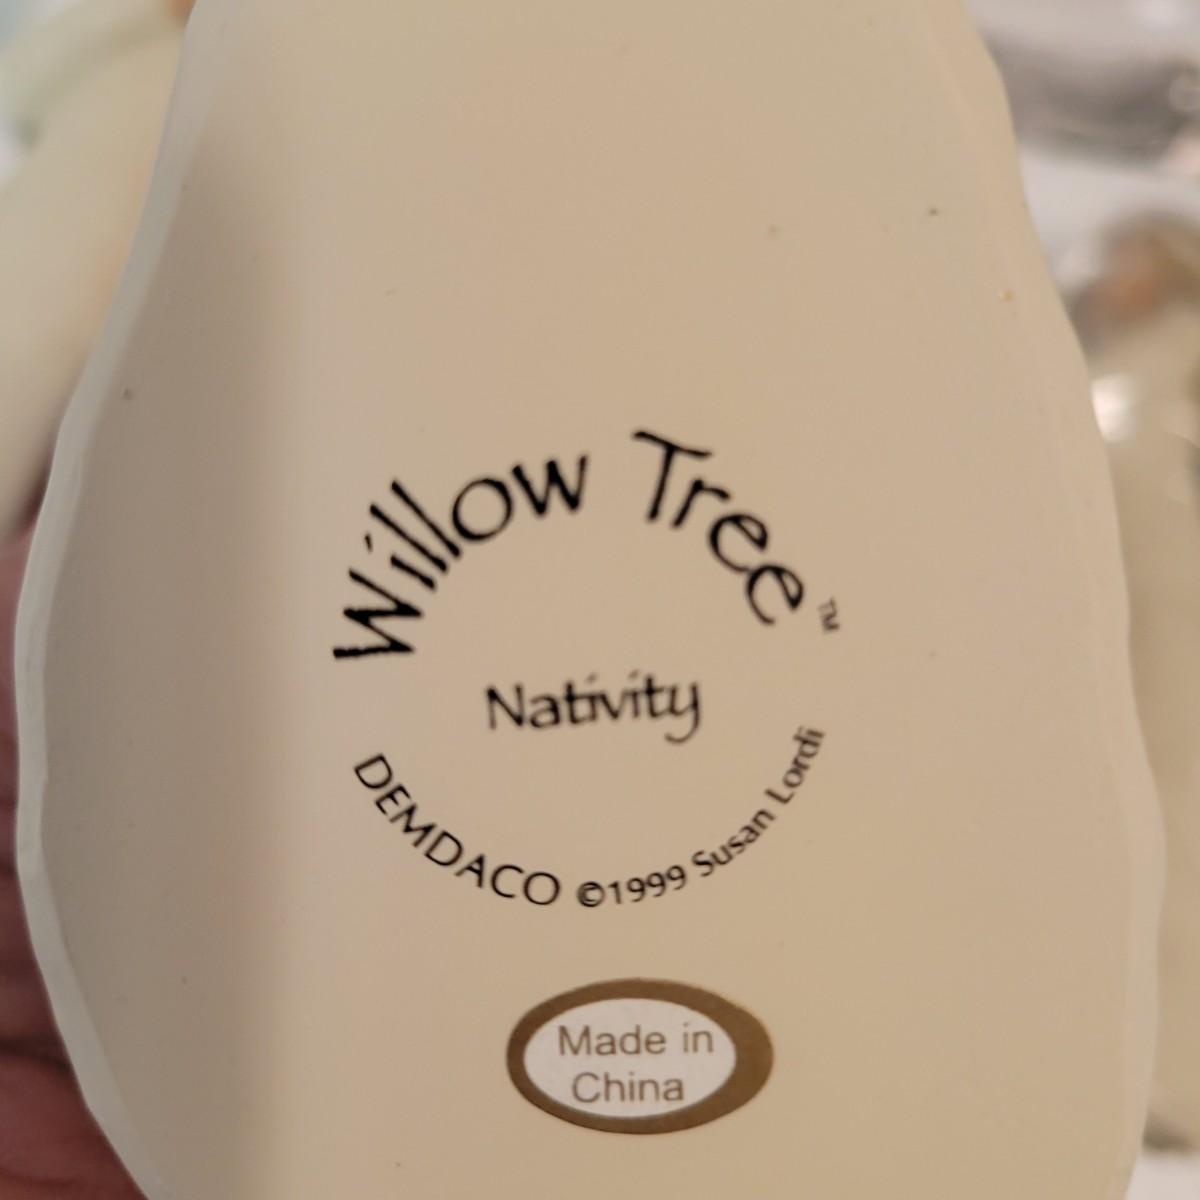 Willow Tree™
Nativity
DEMDACO ©1999 Susan Lordi
Made in
China